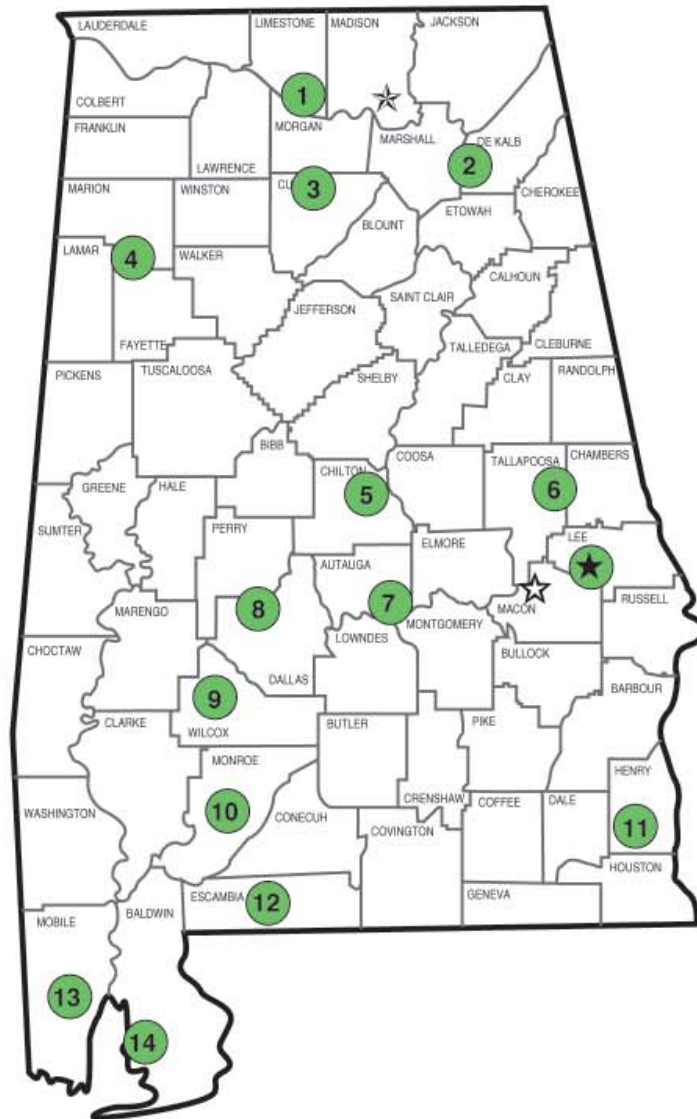 LAUDERDALE
LIMESTONE
MADISON
JACKSON
COLBERT
1
FRANKLIN
MORGAN
MARSHALL
DE KALB
2
LAWRENCE
MARION
WINSTON
CU
3
CHEROKEE
ETOWAH
BLOUNT
LAMAR
4
WALKER
CALHOUN
SAINT CLAIR
JEFFERSON
FAYETTE
TALLEDEGA
CLEBURNE
PICKENS
TUSCALOOSA
SHELBY
CLAY
RANDOLPH
BIBB
COOSA
TALLAPOOSA
CHAMBERS
CHILTON
5
6
GREENE
HALE
SUMTER
PERRY
ELMORE
LEE
AUTAUGA
7
8
MARENGO
MACON
RUSSELL
LOWNDES
MONTGOMERY
CHOCTAW
BULLOCK
DALLAS
BARBOUR
9
CLARKE
WILCOX
BUTLER
PIKE
MONROE
HENRY
WASHINGTON
10
CONECUH
CRENSHAW
COFFEE
DALE
11
COVINGTON
HOUSTON
ESCAMBIA
12
GENEVA
MOBILE
BALDWIN
13
14